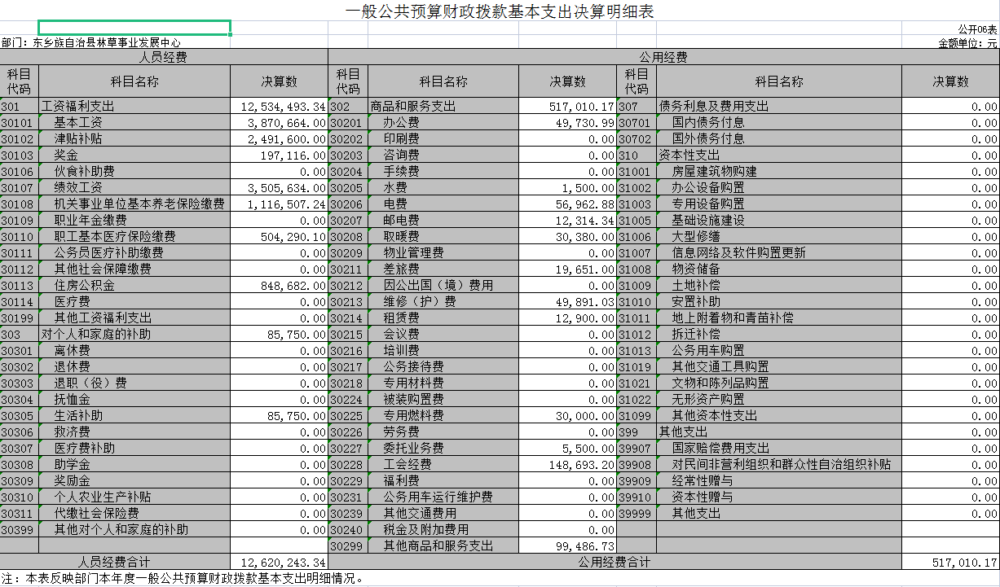 一般公共预算财政拨款基本支出决算明细表
公开06表
部门：东乡族自治县林草事业发展中心 金额单位：元
人员经费 公用经费
科目代码 科目名称 决算数 科目代码 科目名称 决算数 科目代码 科目名称 决算数
301 工资福利支出 12,534,493.34 302 商品和服务支出 517,010.17 307 债务利息及费用支出 0.00
30101 基本工资 3,870,664.00 30201 办公费 49,730.99 30701 国内债务付息 0.00
30102 津贴补贴 2,491,600.00 30202 印刷费 0.00 30702 国外债务付息 0.00
30103 奖金 197,116.00 30203 咨询费 0.00 310 资本性支出 0.00
30106 伙食补助费 0.00 30204 手续费 0.00 31001 房屋建筑物购建 0.00
30107 绩效工资 3,505,634.00 30205 水费 1,500.00 31002 办公设备购置 0.00
30108 机关事业单位基本养老保险缴费 1,116,507.24 30206 电费 56,962.88 31003 专用设备购置 0.00
30109 职业年金缴费 0.00 30207 邮电费 12,314.34 31005 基础设施建设 0.00
30110 职工基本医疗保险缴费 504,290.10 30208 取暖费 30,380.00 31006 大型修缮 0.00
30111 公务员医疗补助缴费 0.00 30209 物业管理费 0.00 31007 信息网络及软件购置更新 0.00
30112 其他社会保障缴费 0.00 30211 差旅费 19,651.00 31008 物资储备 0.00
30113 住房公积金 848,682.00 30212 因公出国（境）费用 0.00 31009 土地补偿 0.00
30114 医疗费 0.00 30213 维修（护）费 49,891.03 31010 安置补助 0.00
30199 其他工资福利支出 0.00 30214 租赁费 12,900.00 31011 地上附着物和青苗补偿 0.00
303 对个人和家庭的补助 85,750.00 30215 会议费 0.00 31012 拆迁补偿 0.00
30301 离休费 0.00 30216 培训费 0.00 31013 公务用车购置 0.00
30302 退休费 0.00 30217 公务接待费 0.00 31019 其他交通工具购置 0.00
30303 退职（役）费 0.00 30218 专用材料费 0.00 31021 文物和陈列品购置 0.00
30304 抚恤金 0.00 30224 被装购置费 0.00 31022 无形资产购置 0.00
30305 生活补助 85,750.00 30225 专用燃料费 30,000.00 31099 其他资本性支出 0.00
30306 救济费 0.00 30226 劳务费 0.00 399 其他支出 0.00
30307 医疗费补助 0.00 30227 委托业务费 5,500.00 39907 国家赔偿费用支出 0.00
30308 助学金 0.00 30228 工会经费 148,693.20 39908 对民间非营利组织和群众性自治组织补贴 0.00
30309 奖励金 0.00 30229 福利费 0.00 39909 经常性赠与 0.00
30310 个人农业生产补贴 0.00 30231 公务用车运行维护费 0.00 39910 资本性赠与 0.00
30311 代缴社会保险费 0.00 30239 其他交通费用 0.00 39999 其他支出 0.00
30399 其他对个人和家庭的补助 0.00 30240 税金及附加费用 0.00
30299 其他商品和服务支出 99,486.73
人员经费合计 12,620,243.34 公用经费合计 517,010.17
注：本表反映部门本年度一般公共预算财政拨款基本支出明细情况。